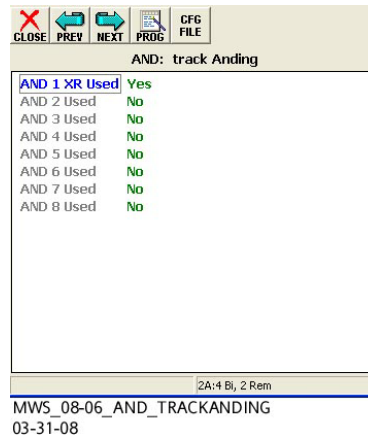 CLOSE PREV NEXT PROG CFG FILE
AND: track Anding
AND 1 XR Used Yes
AND 2 Used No
AND 3 Used No
AND 4 Used No
AND 5 Used No
AND 6 Used No
AND 7 Used No
AND 8 Used No
2A:4 Bi, 2 Rem
MWS_08-06_AND_TRACKANDING
03-31-08